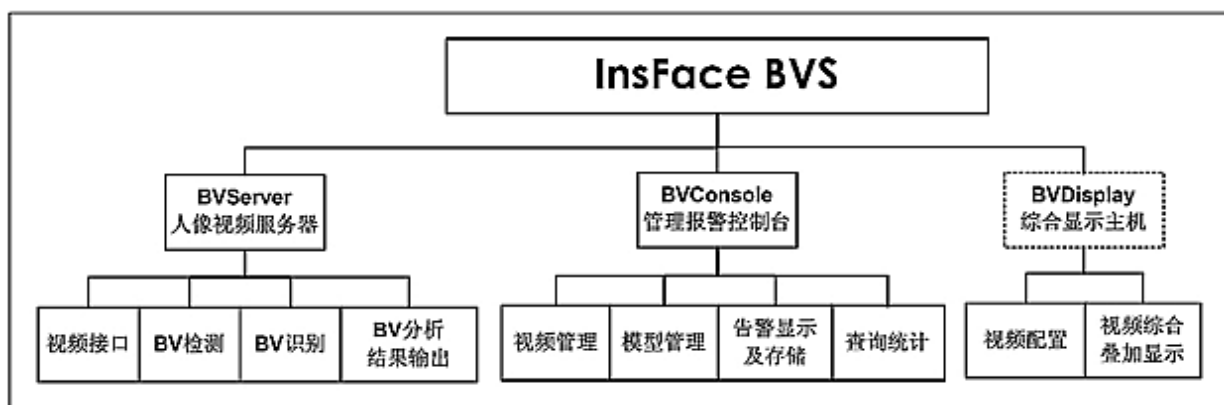 InsFace BVS
BVServer
人像视频服务器
BVConsole
管理报警控制台
BVDisplay
综合显示主机
视频接口
BV检测
BV识别
BV分析
结果输出
视频管理
模型管理
告警显示
及存储
查询统计
视频配置
视频综合
叠加显示